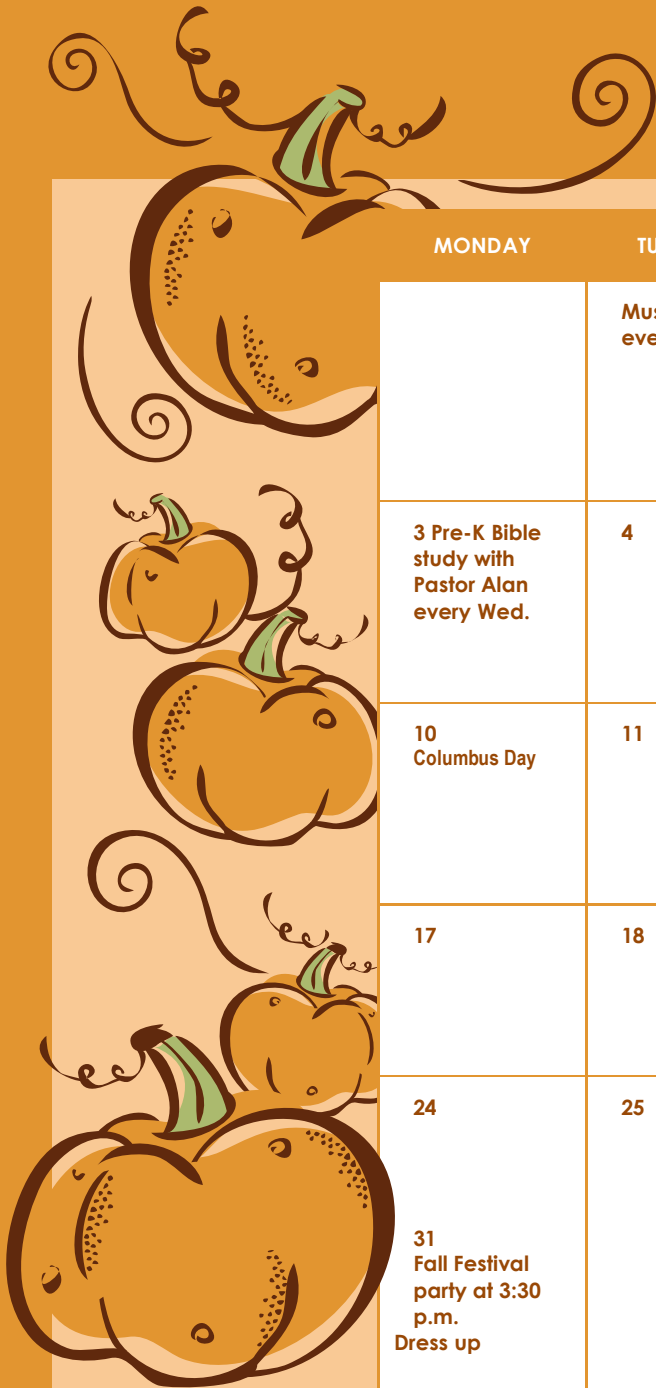 MONDAY
3 Pre-K Bible
study with
Pastor Alan
every Wed.
4
10
Columbus Day
11
17
18
24
25
31
Fall Festival
party at 3:30
p.m.
Dress up